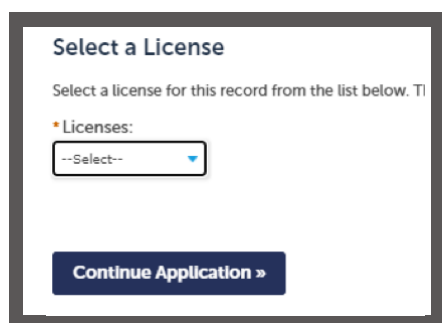 Select a License
Select a license for this record from the list below.
* Licenses:
--Select--
Continue Application »